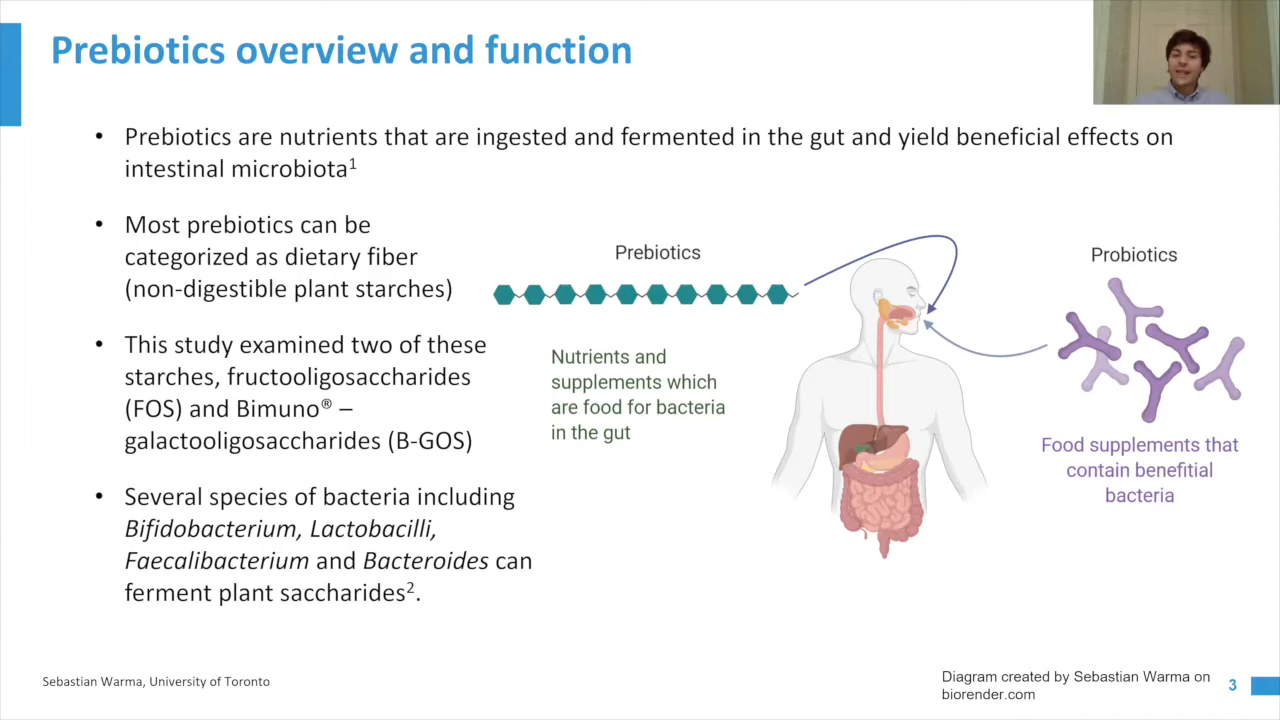 Prebiotics overview and function
• Prebiotics are nutrients that are ingested and fermented in the gut and yield beneficial effects on
intestinal microbiota¹
• Most prebiotics can be
categorized as dietary fiber
(non-digestible plant starches)
• This study examined two of these
starches, fructooligosaccharides
(FOS) and Bimuno® –
galactooligosaccharides (B-GOS)
• Several species of bacteria including
Bifidobacterium, Lactobacilli,
Faecalibacterium and Bacteroides can
ferment plant saccharides².
Prebiotics
Nutrients and
supplements which
are food for bacteria
in the gut
Probiotics
Food supplements that
contain benefitial
bacteria
Sebastian Warma, University of Toronto
Diagram created by Sebastian Warma on
biorender.com
3